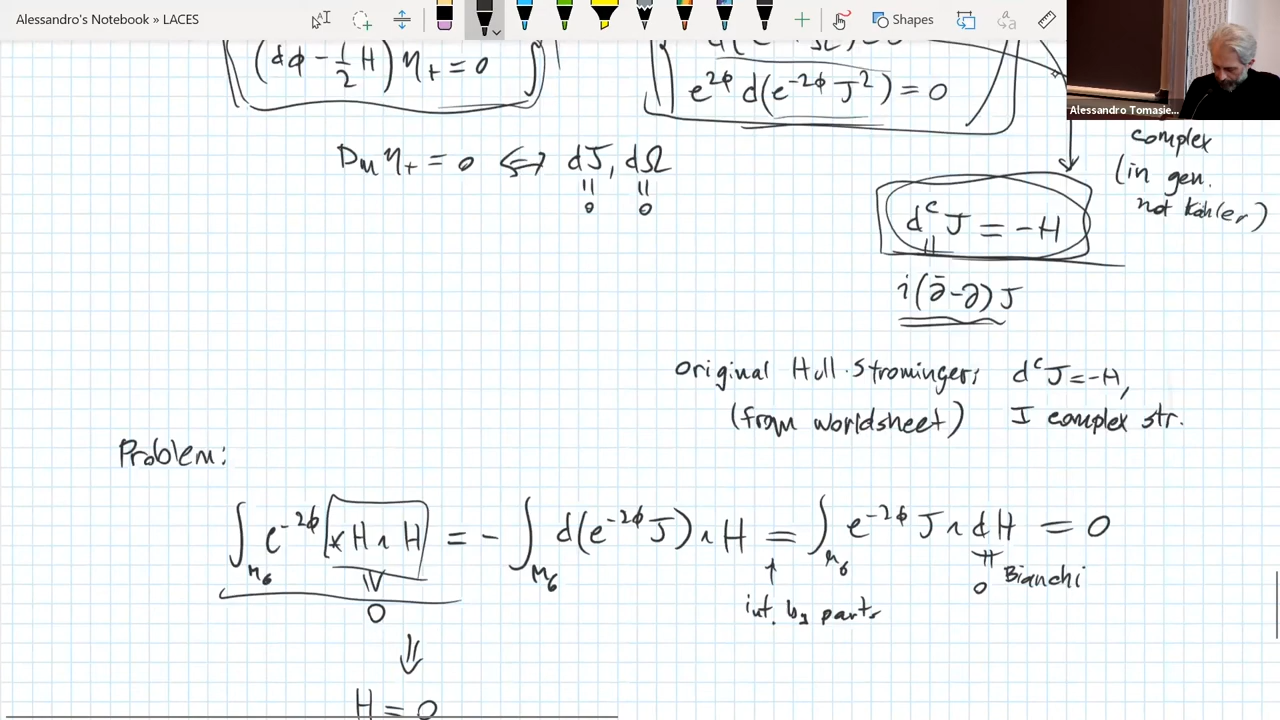 Alessandro's Notebook » LACES
Shapes
Alessandro Tomasie...
(dφ - 1/2 H) η₊ = 0
e^{2φ} d(e^{-2φ} J²) = 0
D_M η₊ = 0 ⟺ dJ, dΩ
= =
0 0
complex
(in gen.
not Kähler)
d^c J = -H
=
i(∂̄-∂)J
original Hull-Strominger: d^c J = -H,
(from worldsheet) I complex str.
Problem:
∫_{M₆} e^{-2φ} *H∧H = - ∫_{M₆} d(e^{-2φ} J)∧H = ∫_{M₆} e^{-2φ} J∧dH = 0
≥ 0
↑
int. by parts
= 0 Bianchi
⇓
H = 0